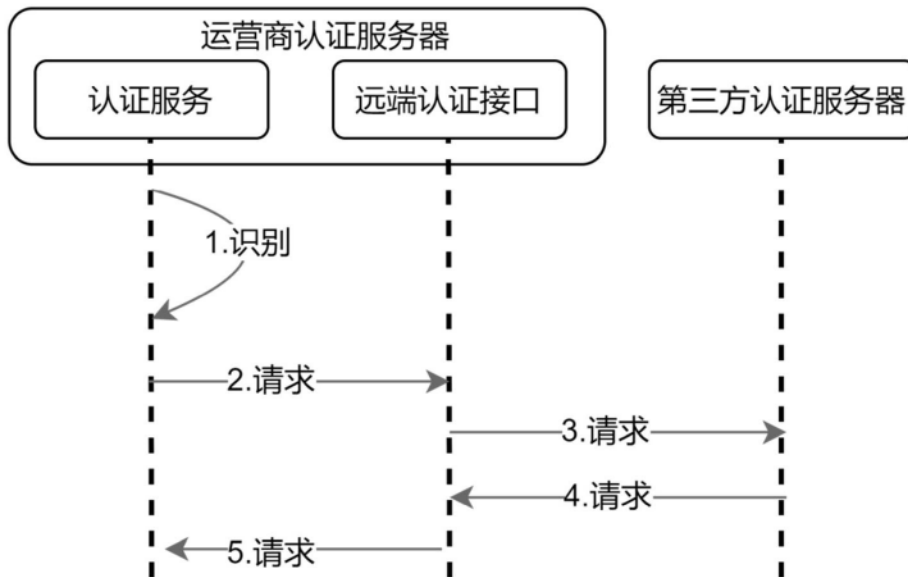 运营商认证服务器
认证服务
远端认证接口
第三方认证服务器
1.识别
2.请求
3.请求
4.请求
5.请求